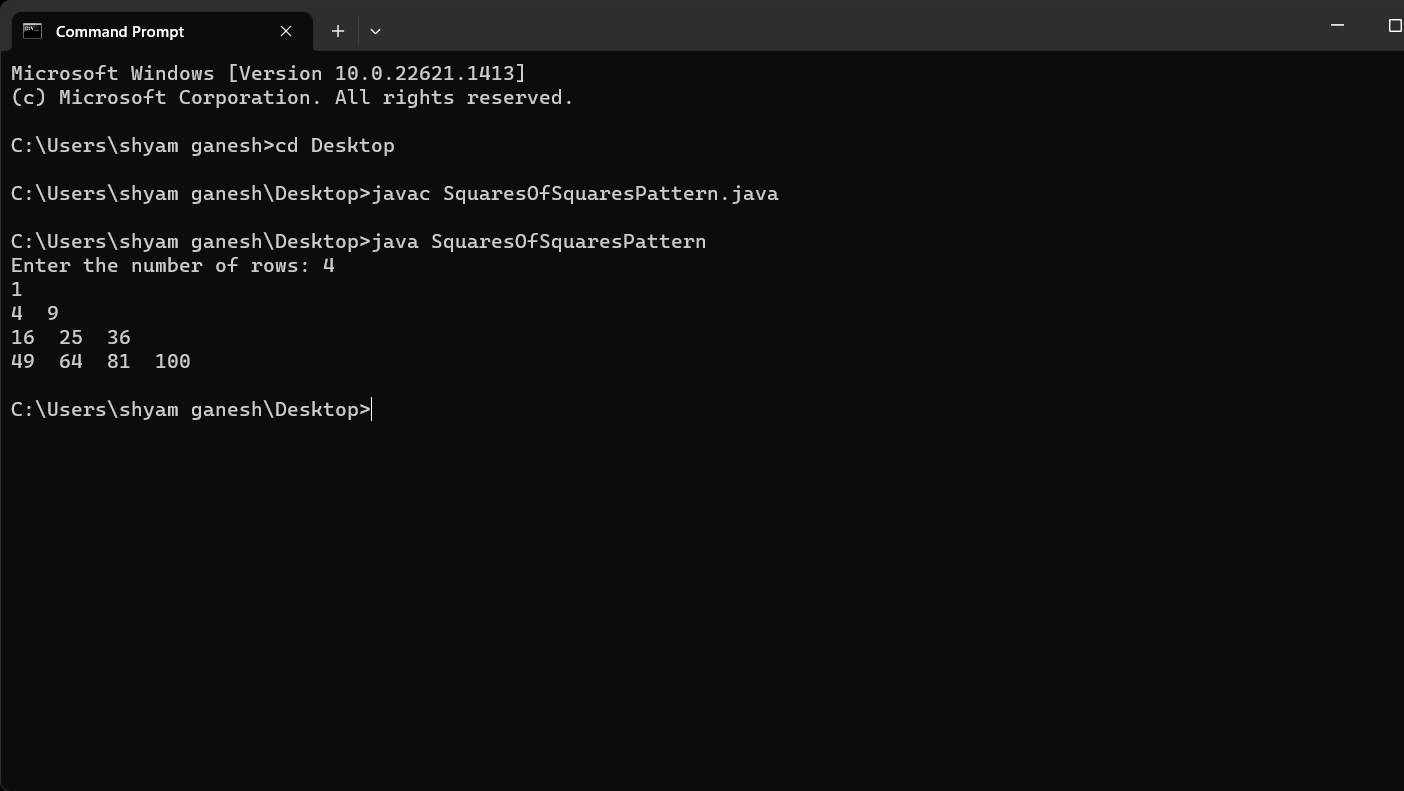 Command Prompt
Microsoft Windows [Version 10.0.22621.1413]
(c) Microsoft Corporation. All rights reserved.
C:\Users\shyam ganesh>cd Desktop
C:\Users\shyam ganesh\Desktop>javac SquaresOfSquaresPattern.java
C:\Users\shyam ganesh\Desktop>java SquaresOfSquaresPattern
Enter the number of rows: 4
1
4  9
16  25  36
49  64  81  100
C:\Users\shyam ganesh\Desktop>